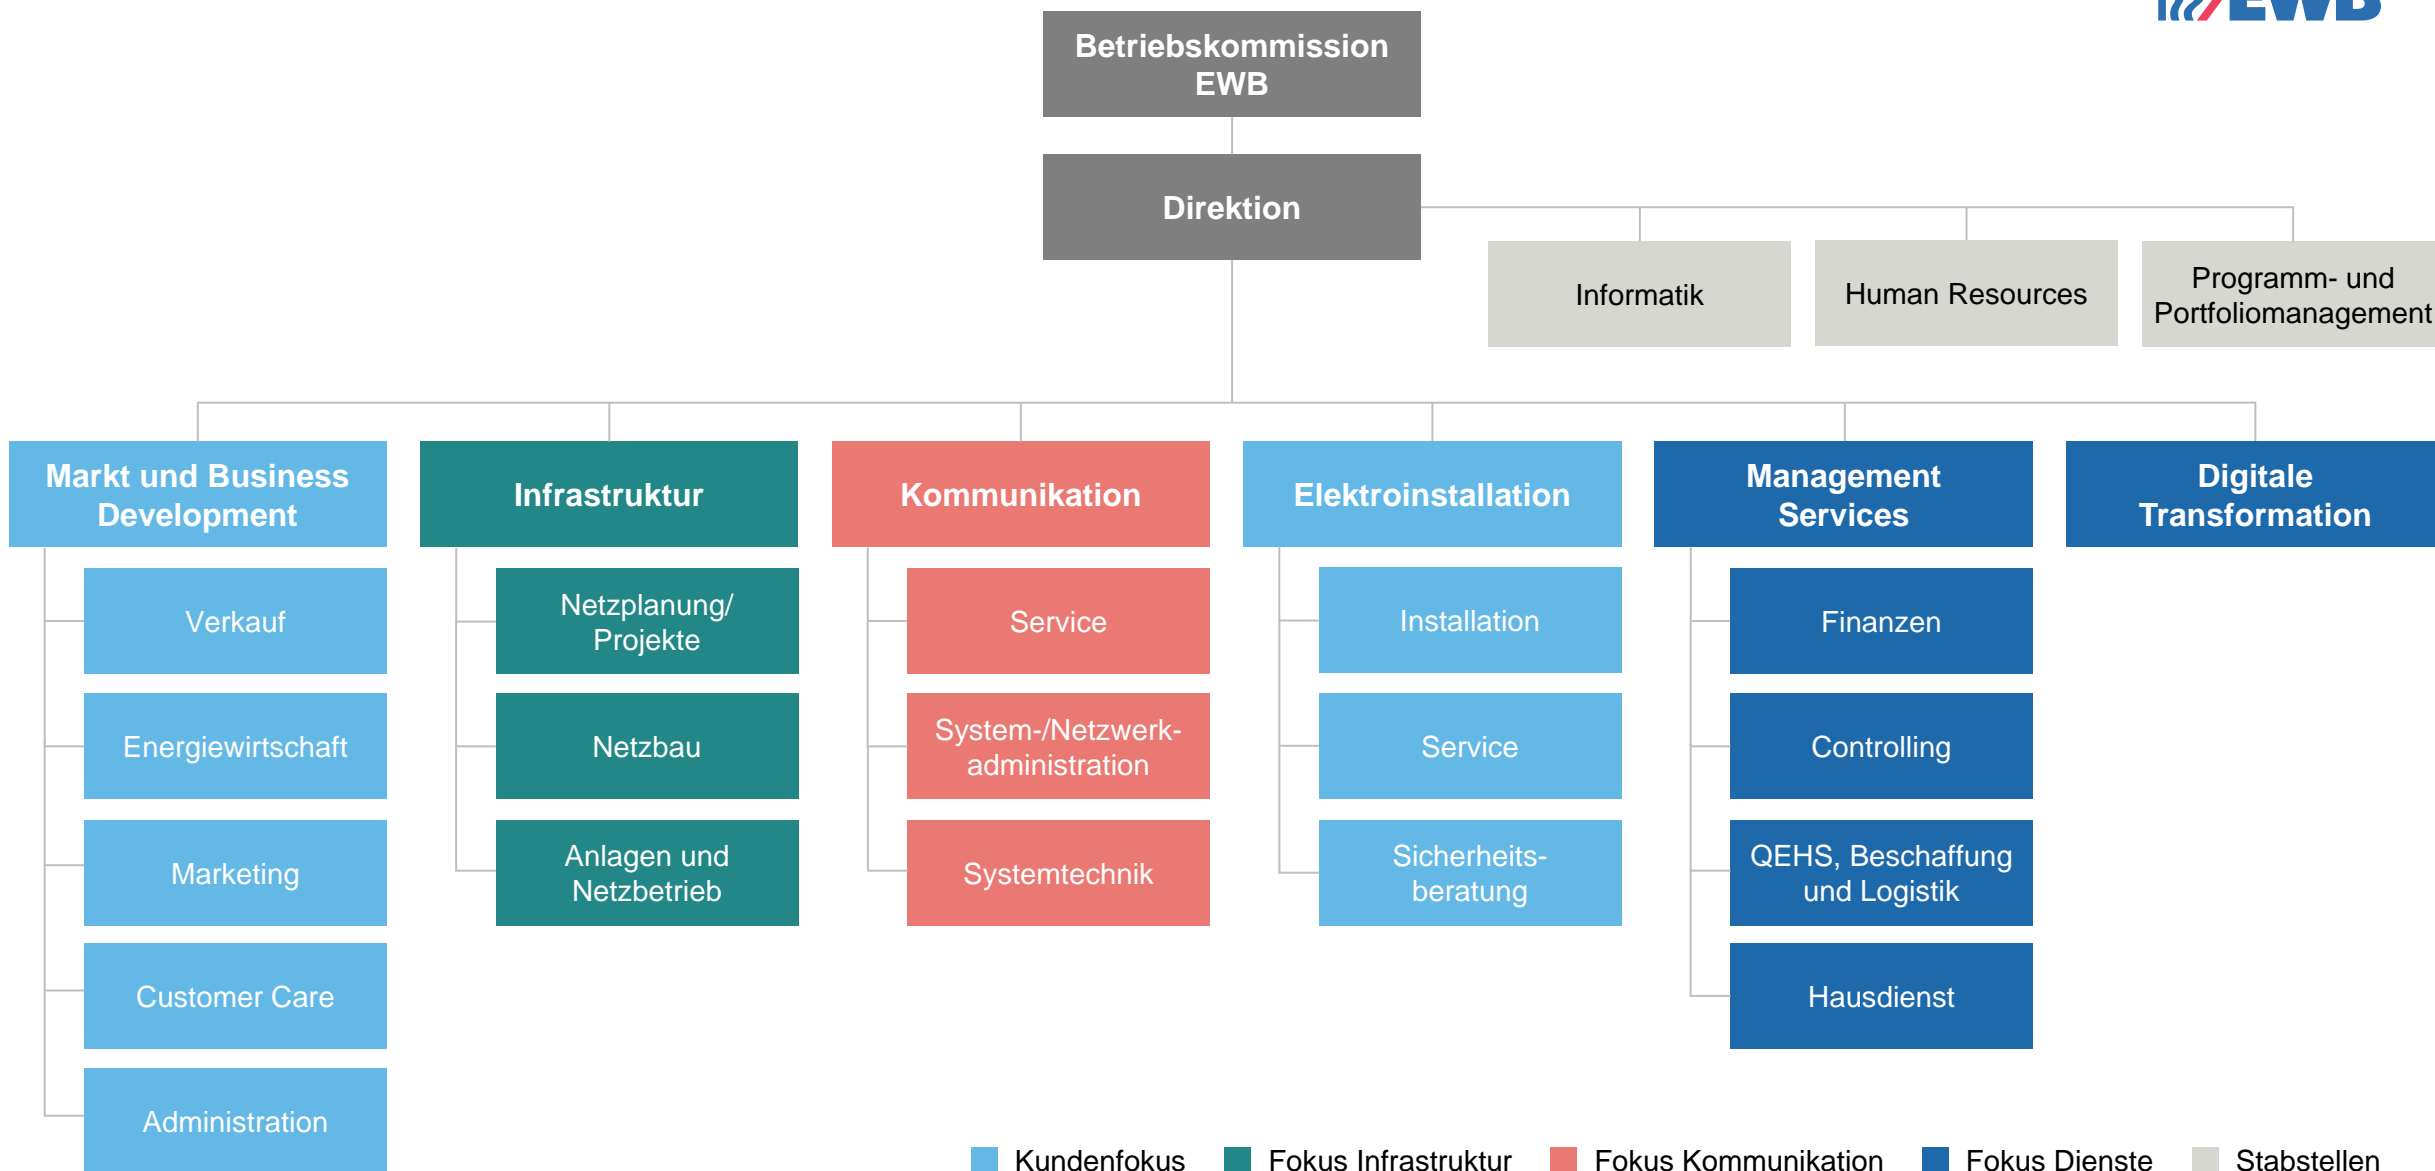 EWB
Betriebskommission
EWB
Direktion
Informatik
Human Resources
Programm- und
Portfoliomanagement
Markt und Business
Development
Infrastruktur
Kommunikation
Elektroinstallation
Management
Services
Digitale
Transformation
Verkauf
Energiewirtschaft
Marketing
Customer Care
Administration
Netzplanung/
Projekte
Netzbau
Anlagen und
Netzbetrieb
Service
System-/Netzwerk-
administration
Systemtechnik
Installation
Service
Sicherheits-
beratung
Finanzen
Controlling
QEHS, Beschaffung
und Logistik
Hausdienst
Kundenfokus
Fokus Infrastruktur
Fokus Kommunikation
Fokus Dienste
Stabstellen